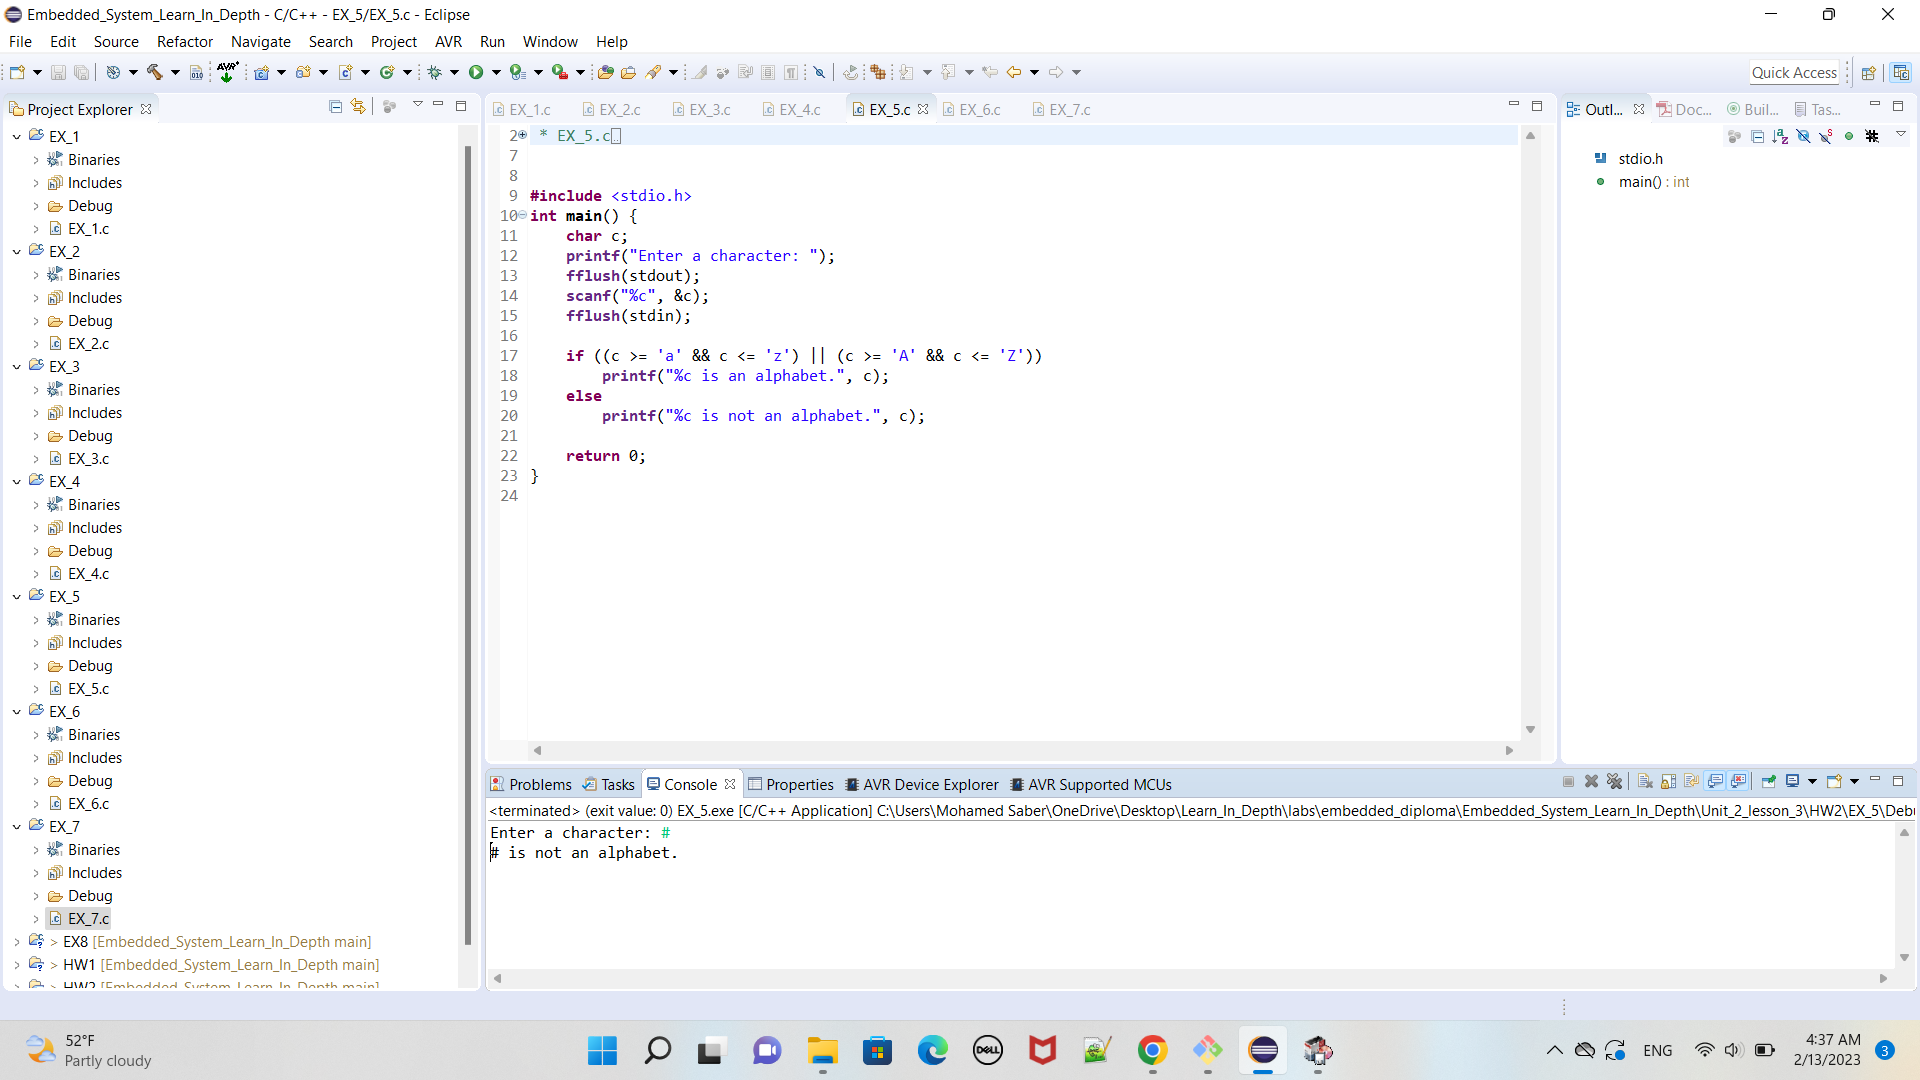 Embedded_System_Learn_In_Depth - C/C++ - EX_5/EX_5.c - Eclipse
File Edit Source Refactor Navigate Search Project AVR Run Window Help
Quick Access
Project Explorer
EX_1
Binaries
Includes
Debug
EX_1.c
EX_2
Binaries
Includes
Debug
EX_2.c
EX_3
Binaries
Includes
Debug
EX_3.c
EX_4
Binaries
Includes
Debug
EX_4.c
EX_5
Binaries
Includes
Debug
EX_5.c
EX_6
Binaries
Includes
Debug
EX_6.c
EX_7
Binaries
Includes
Debug
EX_7.c
> EX8 [Embedded_System_Learn_In_Depth main]
> HW1 [Embedded_System_Learn_In_Depth main]
> HW2 [Embedded_System_Learn_In_Depth main]
EX_1.c EX_2.c EX_3.c EX_4.c EX_5.c EX_6.c EX_7.c
2 * EX_5.c
7
8
9 #include <stdio.h>
10 int main() {
11 char c;
12 printf("Enter a character: ");
13 fflush(stdout);
14 scanf("%c", &c);
15 fflush(stdin);
16
17 if ((c >= 'a' && c <= 'z') || (c >= 'A' && c <= 'Z'))
18 printf("%c is an alphabet.", c);
19 else
20 printf("%c is not an alphabet.", c);
21
22 return 0;
23 }
24
Outl... Doc... Buil... Tas...
stdio.h
main() : int
Problems Tasks Console Properties AVR Device Explorer AVR Supported MCUs
<terminated> (exit value: 0) EX_5.exe [C/C++ Application] C:\Users\Mohamed Saber\OneDrive\Desktop\Learn_In_Depth\labs\embedded_diploma\Embedded_System_Learn_In_Depth\Unit_2_lesson_3\HW2\EX_5\Deb
Enter a character: #
# is not an alphabet.
52°F
Partly cloudy
DELL
ENG
4:37 AM
2/13/2023
3